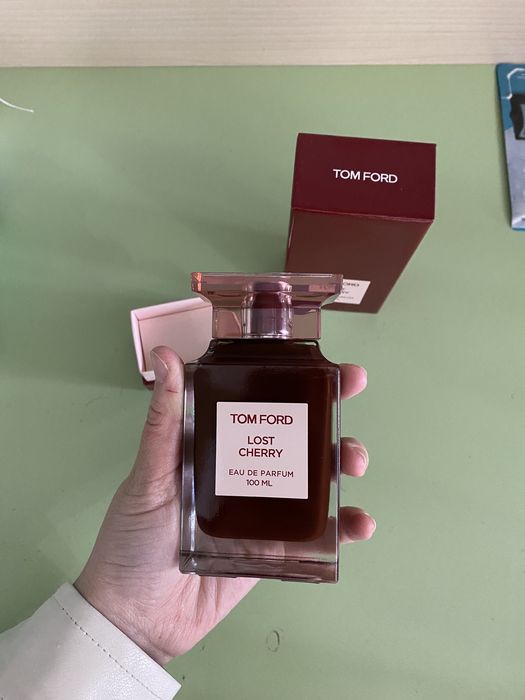 TOM FORD
TOM FORD
LOST
CHERRY
EAU DE PARFUM
100 ML